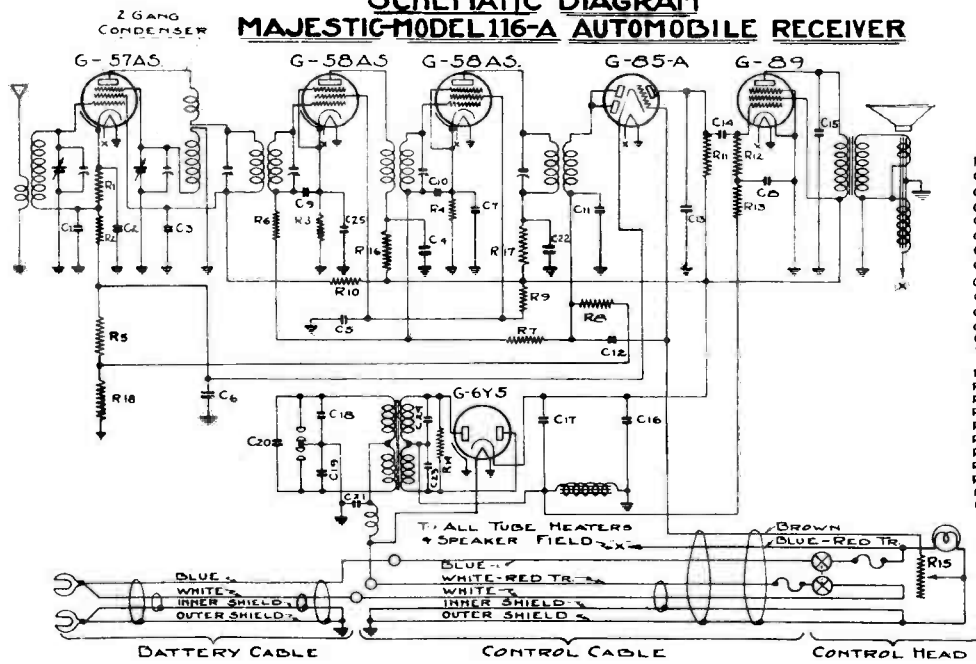 SCHEMATIC DIAGRAM
MAJESTIC-MODEL 116-A AUTOMOBILE RECEIVER
2 GANG
CONDENSER
G-57AS
G-58AS
G-58AS.
G-85-A
G-89
C14
C15
R11
R12
C8
R13
R1
C1
R2
C2
C3
R6
C9
R3
C25
R16
C4
C10
R4
C7
R17
C22
C11
C13
R10
R9
R8
C5
R7
C12
R5
R18
C6
G-6Y5
C20
C18
C19
C24
C23
R14
C17
C16
C21
TO ALL TUBE HEATERS
& SPEAKER FIELD X
BROWN
BLUE-RED TR.
R15
BLUE
WHITE-RED TR.
WHITE
INNER SHIELD
OUTER SHIELD
BLUE
WHITE
INNER SHIELD
OUTER SHIELD
BATTERY CABLE
CONTROL CABLE
CONTROL HEAD